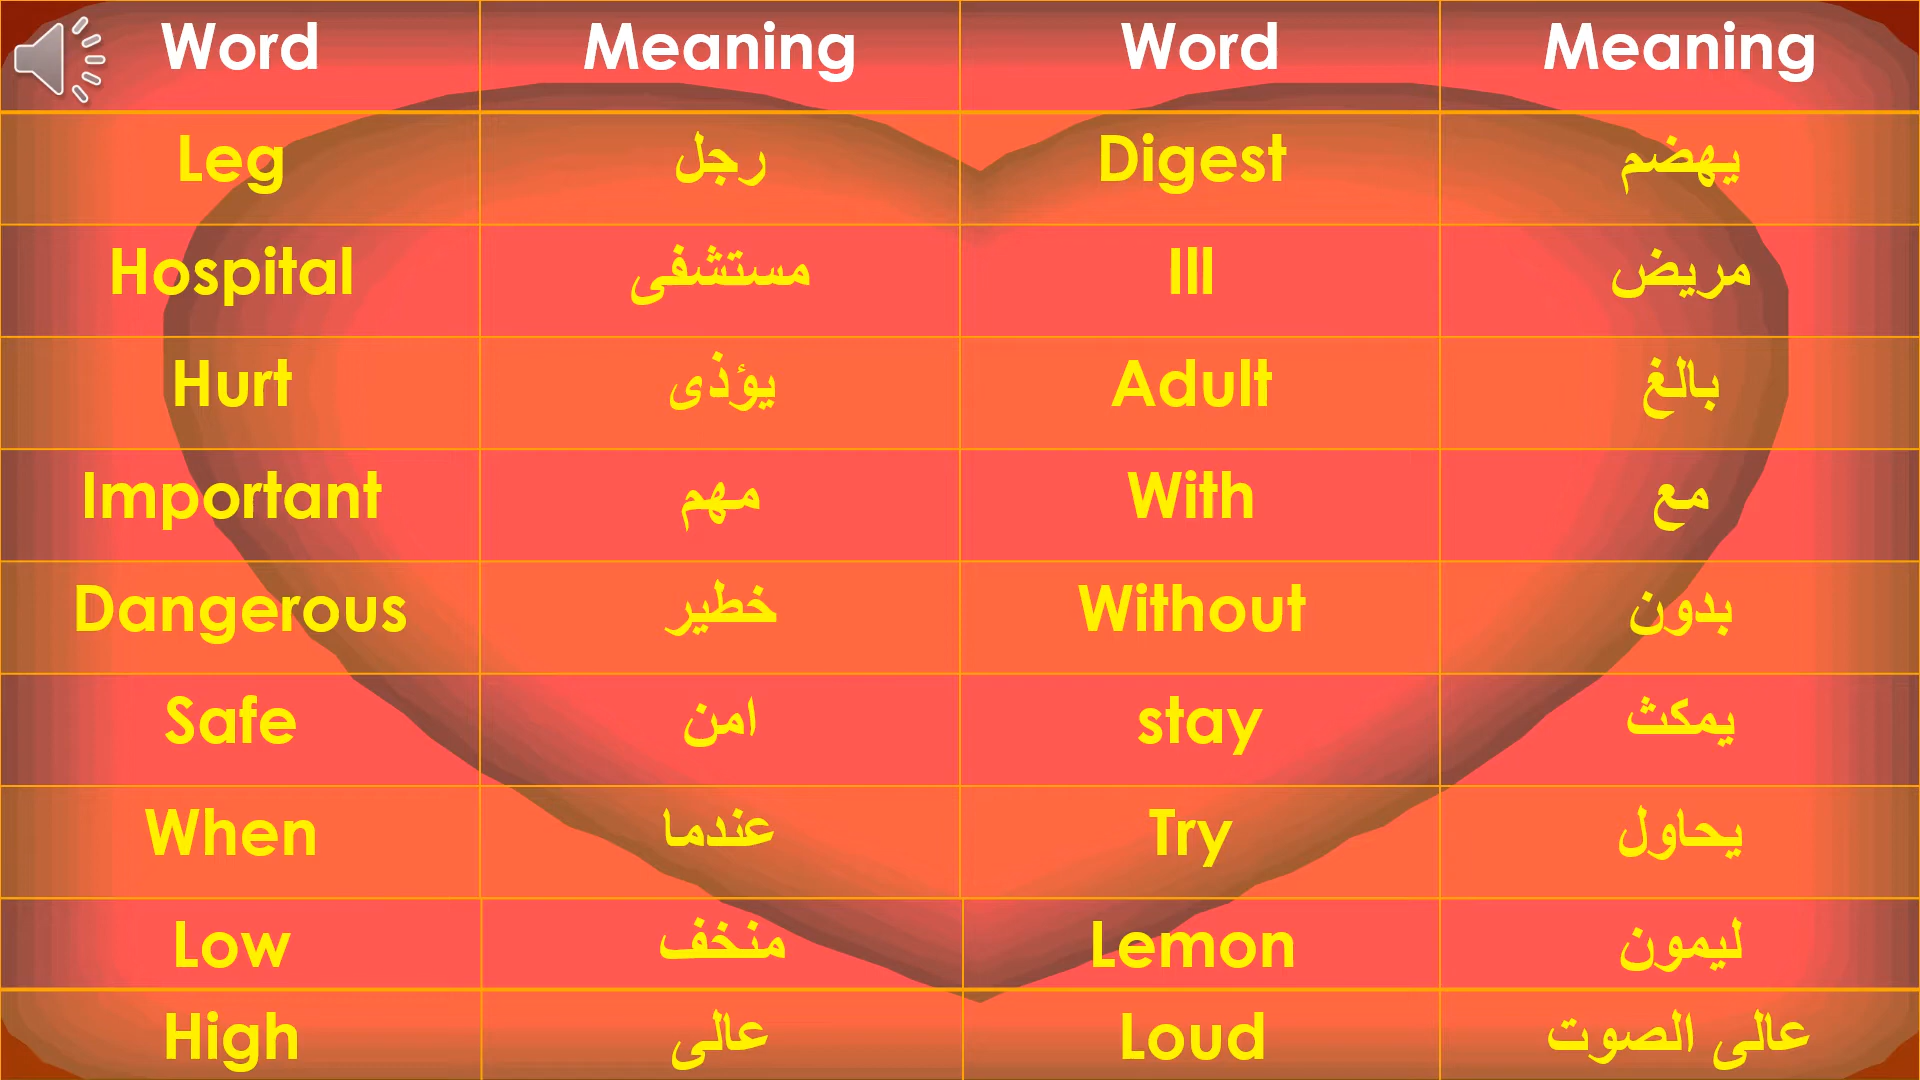 Word Meaning Word Meaning
Leg رجل Digest يهضم
Hospital مستشفى Ill مريض
Hurt يؤذى Adult بالغ
Important مهم With مع
Dangerous خطير Without بدون
Safe امن stay يمكث
When عندما Try يحاول
Low منخف Lemon ليمون
High عالى Loud عالى الصوت